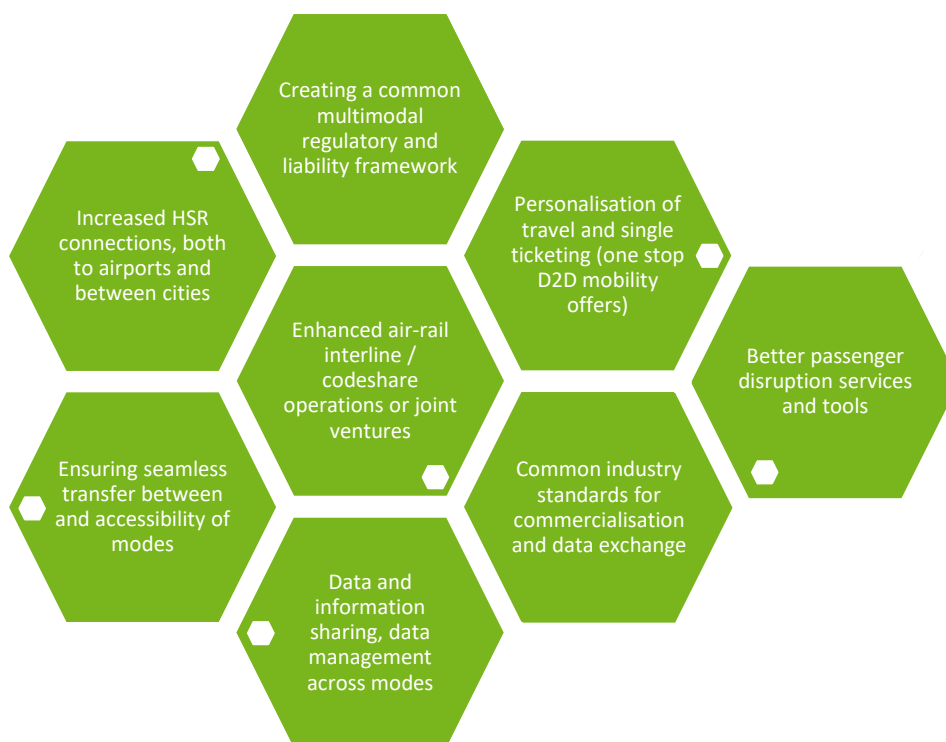 Creating a common
multimodal
regulatory and
liability framework
Increased HSR
connections, both
to airports and
between cities
Personalisation of
travel and single
ticketing (one stop
D2D mobility
offers)
Enhanced air-rail
interline /
codeshare
operations or joint
ventures
Better passenger
disruption services
and tools
Ensuring seamless
transfer between
and accessibility of
modes
Common industry
standards for
commercialisation
and data exchange
Data and
information
sharing, data
management
across modes